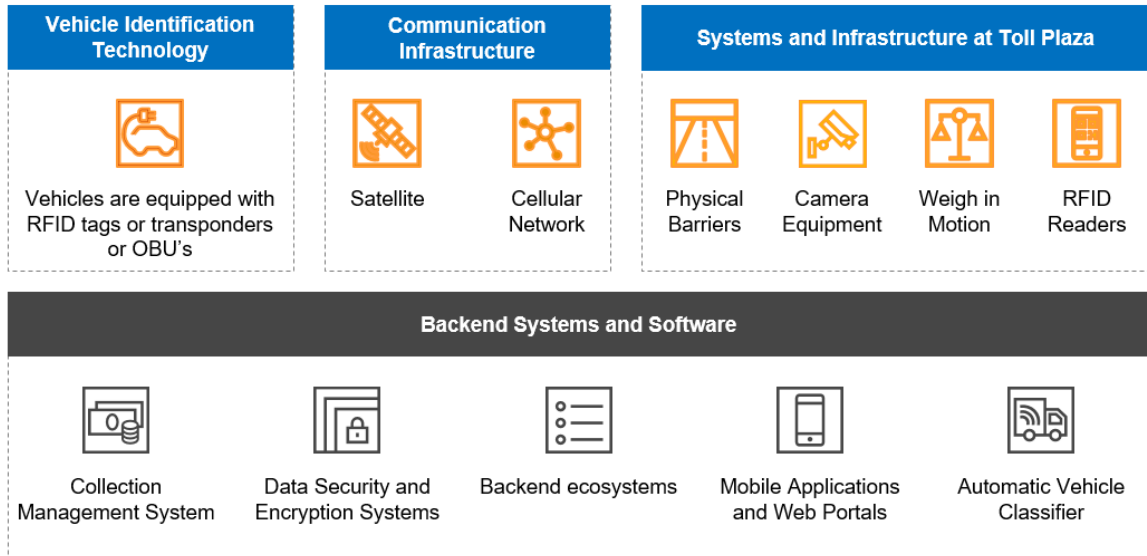 Vehicle Identification
Technology
Vehicles are equipped with
RFID tags or transponders
or OBU's
Communication
Infrastructure
Satellite
Cellular
Network
Systems and Infrastructure at Toll Plaza
Physical
Barriers
Camera
Equipment
Weigh in
Motion
RFID
Readers
Backend Systems and Software
Collection
Management System
Data Security and
Encryption Systems
Backend ecosystems
Mobile Applications
and Web Portals
Automatic Vehicle
Classifier